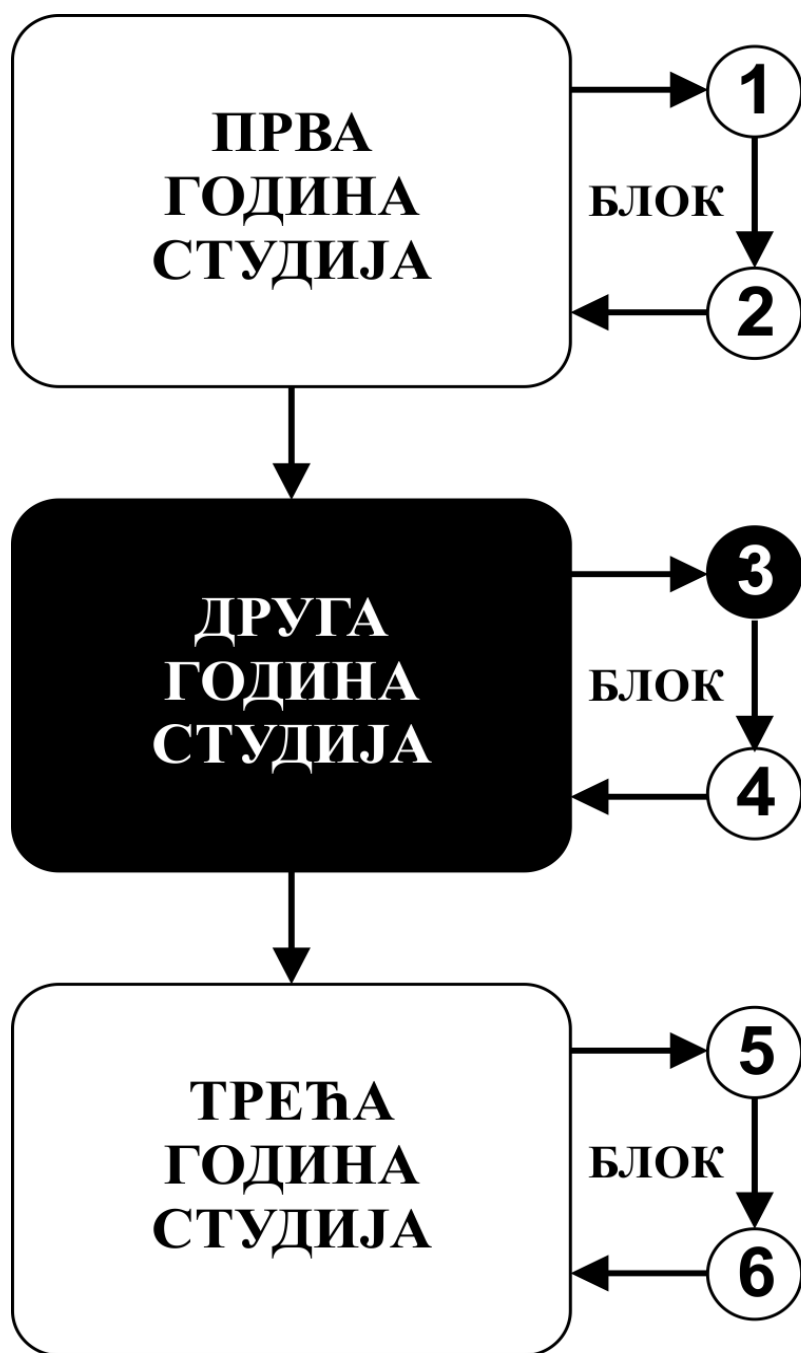 ПРВА
ГОДИНА
СТУДИЈА
1
БЛОК
2
ДРУГА
ГОДИНА
СТУДИЈА
3
БЛОК
4
ТРЕЋА
ГОДИНА
СТУДИЈА
5
БЛОК
6